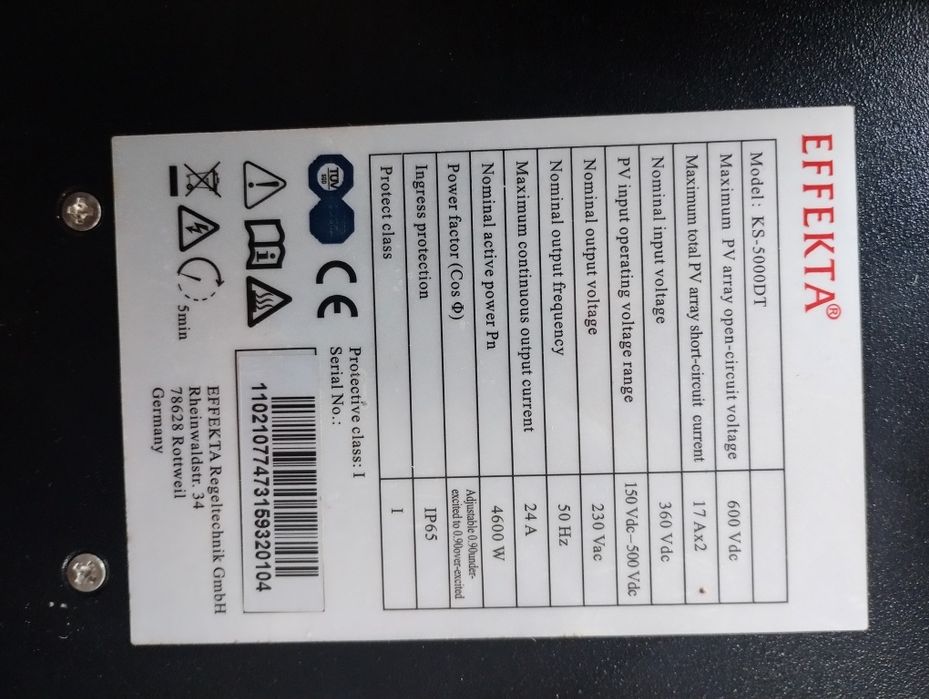 EFFEKTA®
Model: KS-5000DT
Maximum PV array open-circuit voltage 600 Vdc
Maximum total PV array short-circuit current 17 Ax2
Nominal input voltage 360 Vdc
PV input operating voltage range 150 Vdc-500 Vdc
Nominal output voltage 230 Vac
Nominal output frequency 50 Hz
Maximum continuous output current 24 A
Nominal active power Pn 4600 W
Power factor (Cos Φ) Adjustable 0.90under-
excited to 0.90over-excited
Ingress protection IP65
Protect class I
TÜV
SÜD
CE
Protective class: I
Serial No.:
1102107747315932​0104
5min
EFFEKTA Regeltechnik GmbH
Rheinwaldstr. 34
78628 Rottweil
Germany